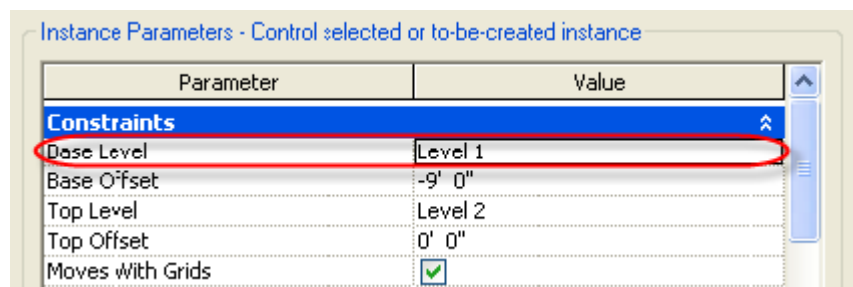 Instance Parameters - Control selected or to-be-created instance
Parameter Value
Constraints
Base Level Level 1
Base Offset -9' 0"
Top Level Level 2
Top Offset 0' 0"
Moves With Grids